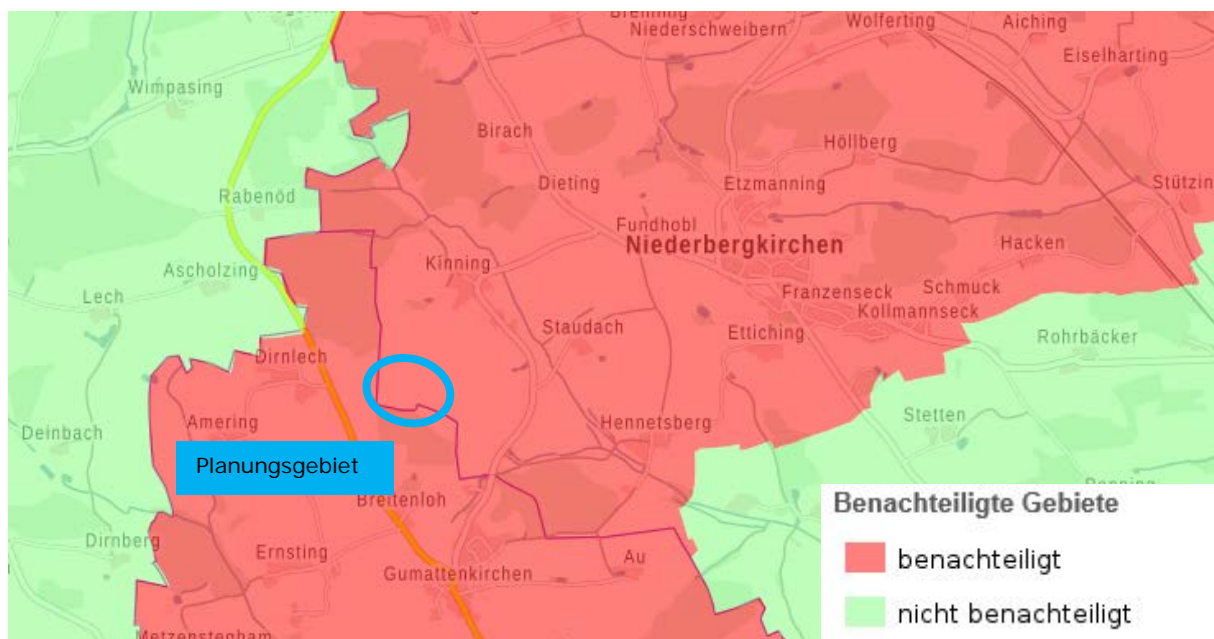 Brenning
Niederschweibern
Wolferting
Aiching
Eiselharting
Wimpasing
Birach
Höllberg
Dieting
Etzmanning
Stützin
Rabenöd
Fundhobl
Niederbergkirchen
Hacken
Ascholzing
Kinning
Lech
Franzenseck
Schmuck
Kollmannseck
Staudach
Ettiching
Rohrbäcker
Dirnlech
Amering
Hennetsberg
Stetten
Deinbach
Planungsgebiet
Breitenloh
Benachteiligte Gebiete
Dirnberg
Ernsting
Au
benachteiligt
Gumattenkirchen
nicht benachteiligt
Metzenstenham